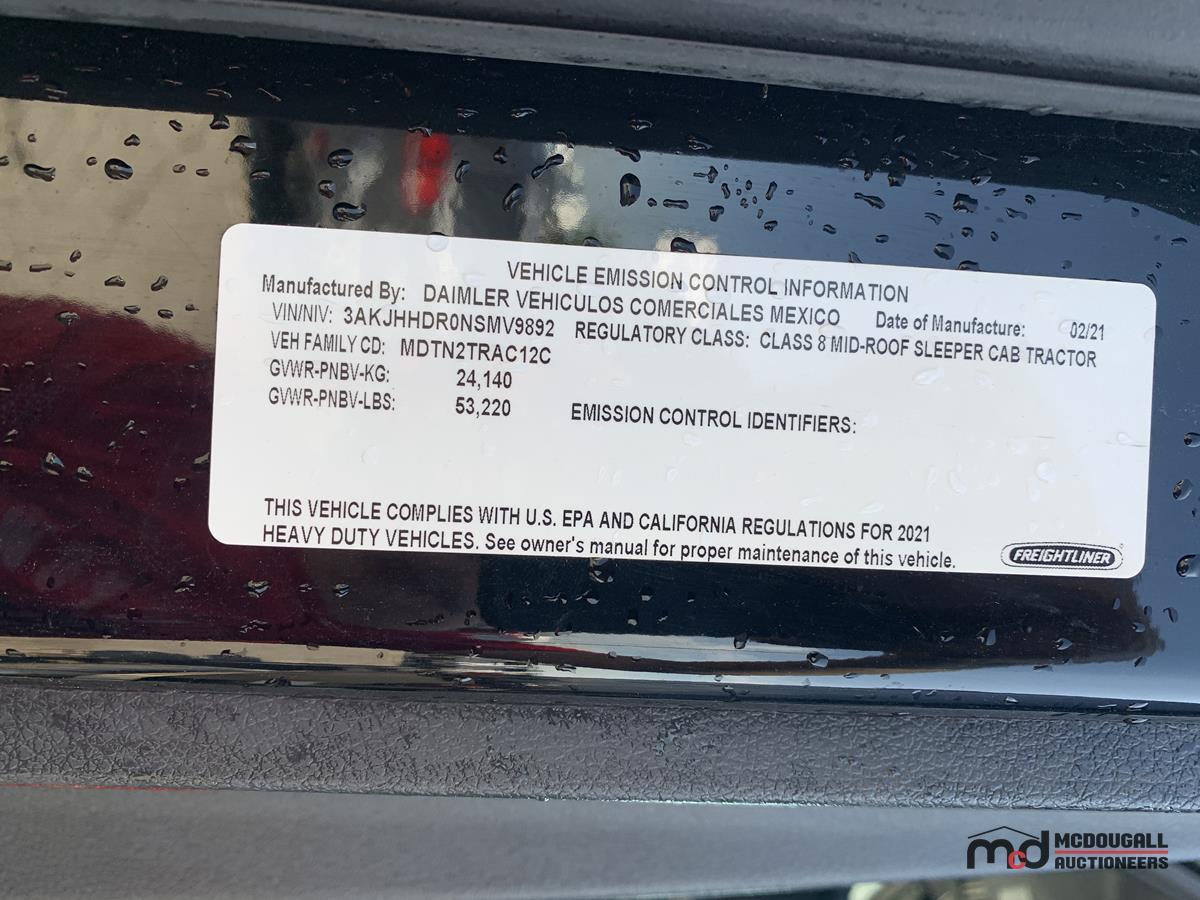 VEHICLE EMISSION CONTROL INFORMATION
Manufactured By: DAIMLER VEHICULOS COMERCIALES MEXICO Date of Manufacture: 02/21
VIN/NIV: 3AKJHHDR0NSMV9892 REGULATORY CLASS: CLASS 8 MID-ROOF SLEEPER CAB TRACTOR
VEH FAMILY CD: MDTN2TRAC12C
GVWR-PNBV-KG: 24,140
GVWR-PNBV-LBS: 53,220 EMISSION CONTROL IDENTIFIERS:
THIS VEHICLE COMPLIES WITH U.S. EPA AND CALIFORNIA REGULATIONS FOR 2021
HEAVY DUTY VEHICLES. See owner's manual for proper maintenance of this vehicle.
FREIGHTLINER
mcd MCDOUGALL
AUCTIONEERS